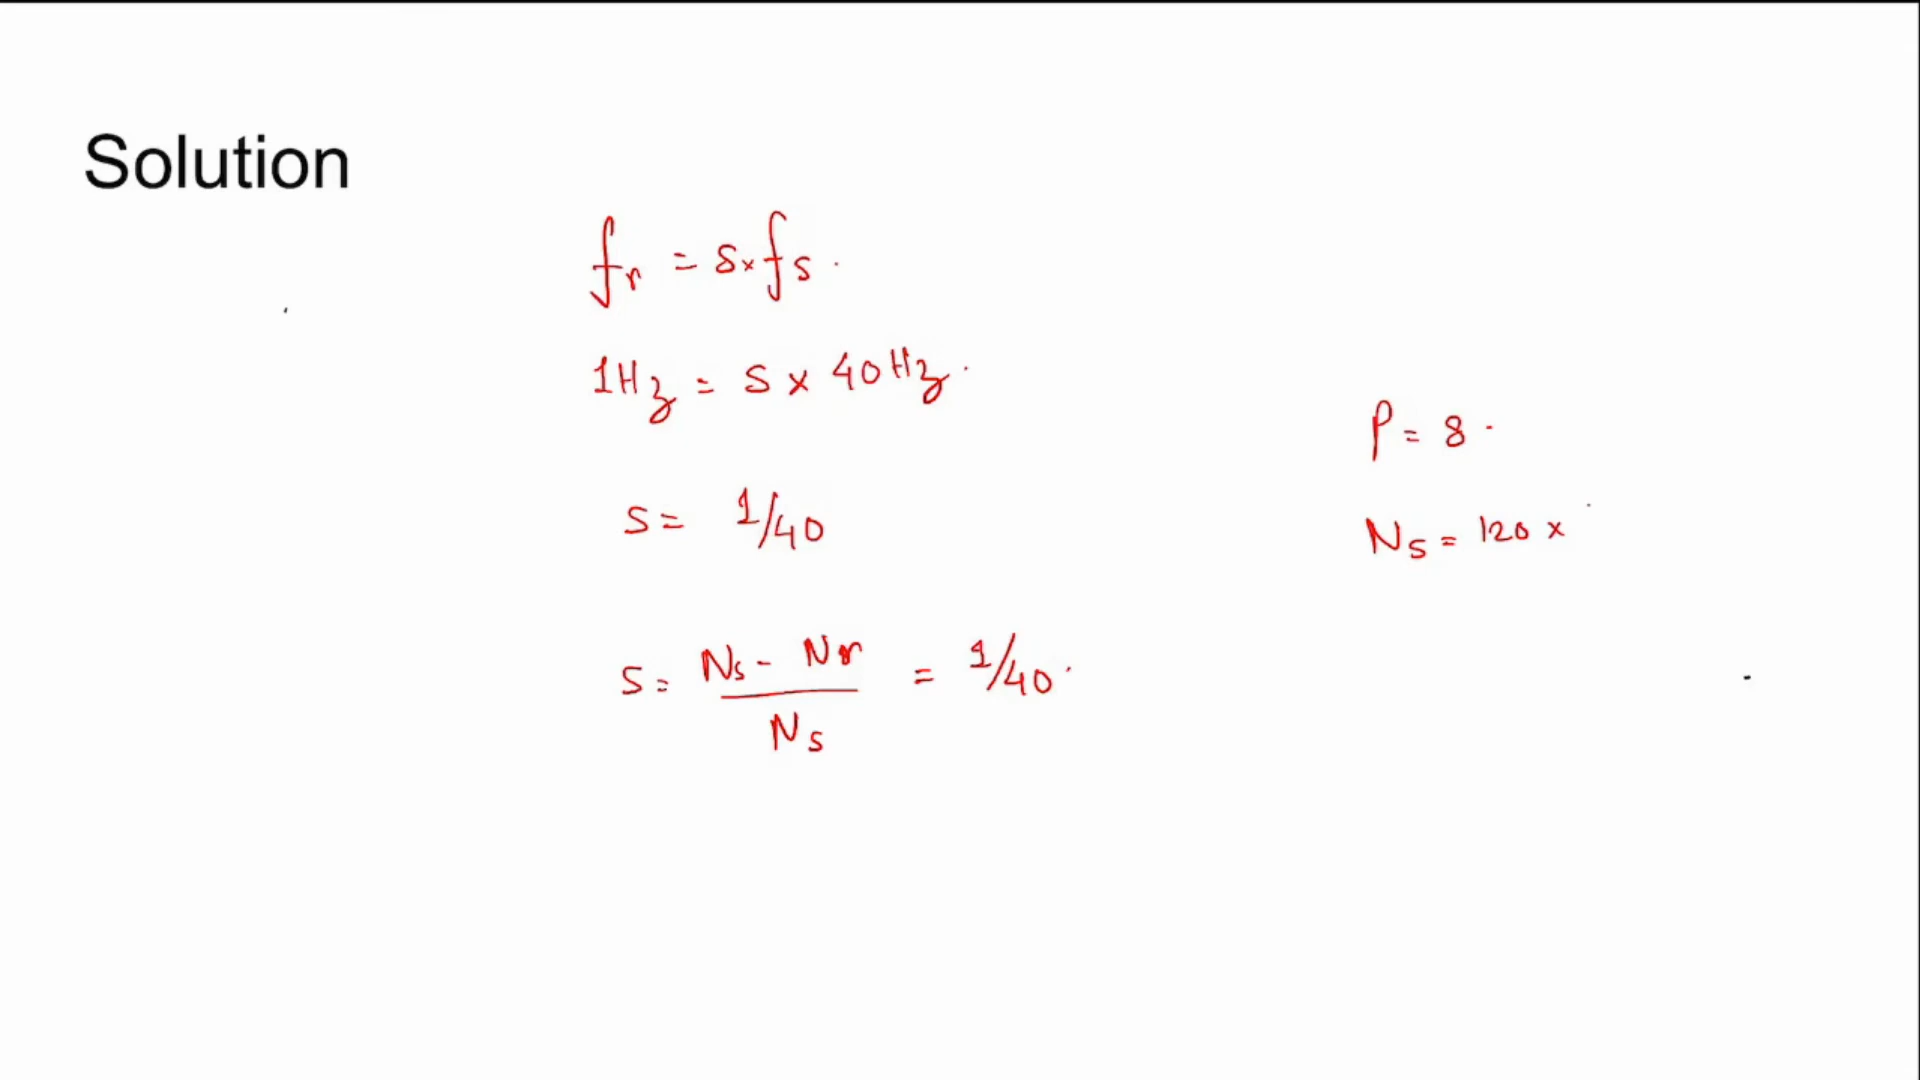 Solution
fr = s×fs.
1Hz = s × 40Hz.
s = 1/40
s = Ns - Nr / Ns = 1/40.
P = 8.
Ns = 120 ×